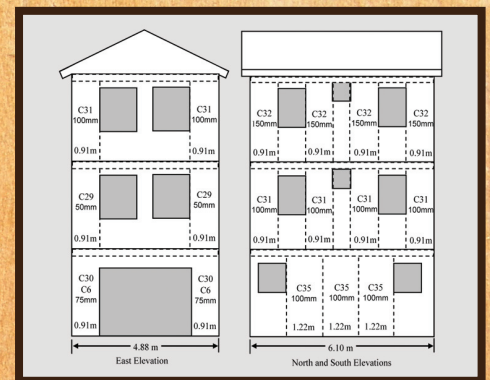 C31
100mm
0.91m
C31
100mm
0.91m
C29
50mm
0.91m
C29
50mm
0.91m
C30
C6
75mm
0.91m
C30
C6
75mm
0.91m
4.88 m
East Elevation
C32
150mm
0.91m
C32
150mm
0.91m
C32
150mm
0.91m
C32
150mm
0.91m
C31
100mm
0.91m
C31
100mm
0.91m
C31
100mm
0.91m
C31
100mm
0.91m
C35
100mm
1.22m
C35
100mm
1.22m
C35
100mm
1.22m
6.10 m
North and South Elevations